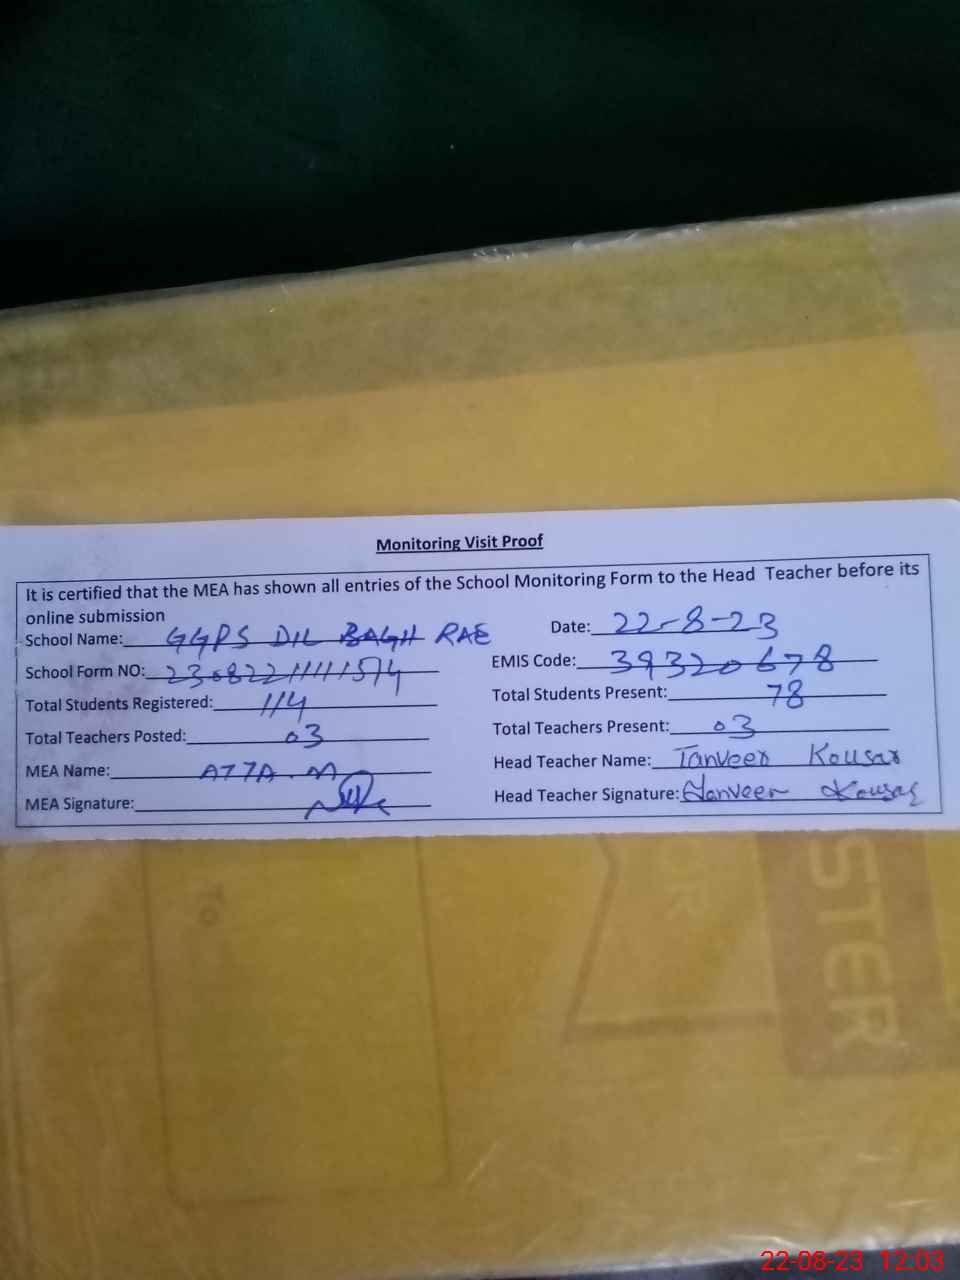 Monitoring Visit Proof
It is certified that the MEA has shown all entries of the School Monitoring Form to the Head Teacher before its
online submission
School Name: GGPS DIL BAGH RAE Date: 22-8-23
School Form NO: 230822111111574 EMIS Code: 39320678
Total Students Registered: 114 Total Students Present: 78
Total Teachers Posted: 03 Total Teachers Present: 03
MEA Name: ATTA. M Head Teacher Name: Tanveer Kousar
MEA Signature: Head Teacher Signature: Tanveer Kousar
To
OR
STER
22-08-23 12:03